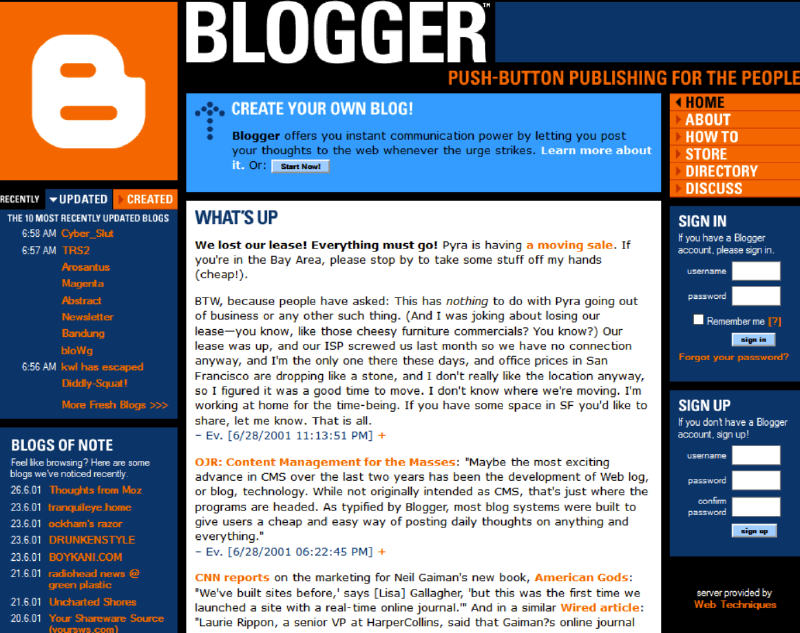 BLOGGER™
PUSH-BUTTON PUBLISHING FOR THE PEOPLE
RECENTLY UPDATED CREATED
THE 10 MOST RECENTLY UPDATED BLOGS
6:58 AM Cyber_Slut
6:57 AM TRS2
Arosantus
Magenta
Abstract
Newsletter
Bandung
bloWg
6:56 AM kwl has escaped
Diddly-Squat!
More Fresh Blogs >>>
BLOGS OF NOTE
Feel like browsing? Here are some
blogs we've noticed recently.
26.6.01 Thoughts from Moz
23.6.01 tranquileye.home
23.6.01 ockham's razor
23.6.01 DRUNKENSTYLE
23.6.01 BOYKANI.COM
21.6.01 radiohead news @
green plastic
21.6.01 Uncharted Shores
20.6.01 Your Shareware Source
(yoursws.com)
CREATE YOUR OWN BLOG!
Blogger offers you instant communication power by letting you post
your thoughts to the web whenever the urge strikes. Learn more about
it. Or: Start Now!
WHAT'S UP
We lost our lease! Everything must go! Pyra is having a moving sale. If
you're in the Bay Area, please stop by to take some stuff off my hands
(cheap!).
BTW, because people have asked: This has nothing to do with Pyra going out
of business or any other such thing. (And I was joking about losing our
lease—you know, like those cheesy furniture commercials? You know?) Our
lease was up, and our ISP screwed us last month so we have no connection
anyway, and I'm the only one there these days, and office prices in San
Francisco are dropping like a stone, and I don't really like the location anyway,
so I figured it was a good time to move. I don't know where we're moving. I'm
working at home for the time-being. If you have some space in SF you'd like to
share, let me know. That is all.
– Ev. [6/28/2001 11:13:51 PM] +
OJR: Content Management for the Masses: "Maybe the most exciting
advance in CMS over the last two years has been the development of Web log,
or blog, technology. While not originally intended as CMS, that's just where the
programs are headed. As typified by Blogger, most blog systems were built to
give users a cheap and easy way of posting daily thoughts on anything and
everything."
– Ev. [6/28/2001 06:22:45 PM] +
CNN reports on the marketing for Neil Gaiman's new book, American Gods:
"'We've built sites before,' says [Lisa] Gallagher, 'but this was the first time we
launched a site with a real-time online journal.'" And in a similar Wired article:
"Laurie Rippon, a senior VP at HarperCollins, said that Gaiman?s online journal
HOME
ABOUT
HOW TO
STORE
DIRECTORY
DISCUSS
SIGN IN
If you have a Blogger
account, please sign in.
username
password
Remember me [?]
sign in
Forgot your password?
SIGN UP
If you don't have a Blogger
account, sign up!
username
password
confirm
password
sign up
server provided by
Web Techniques